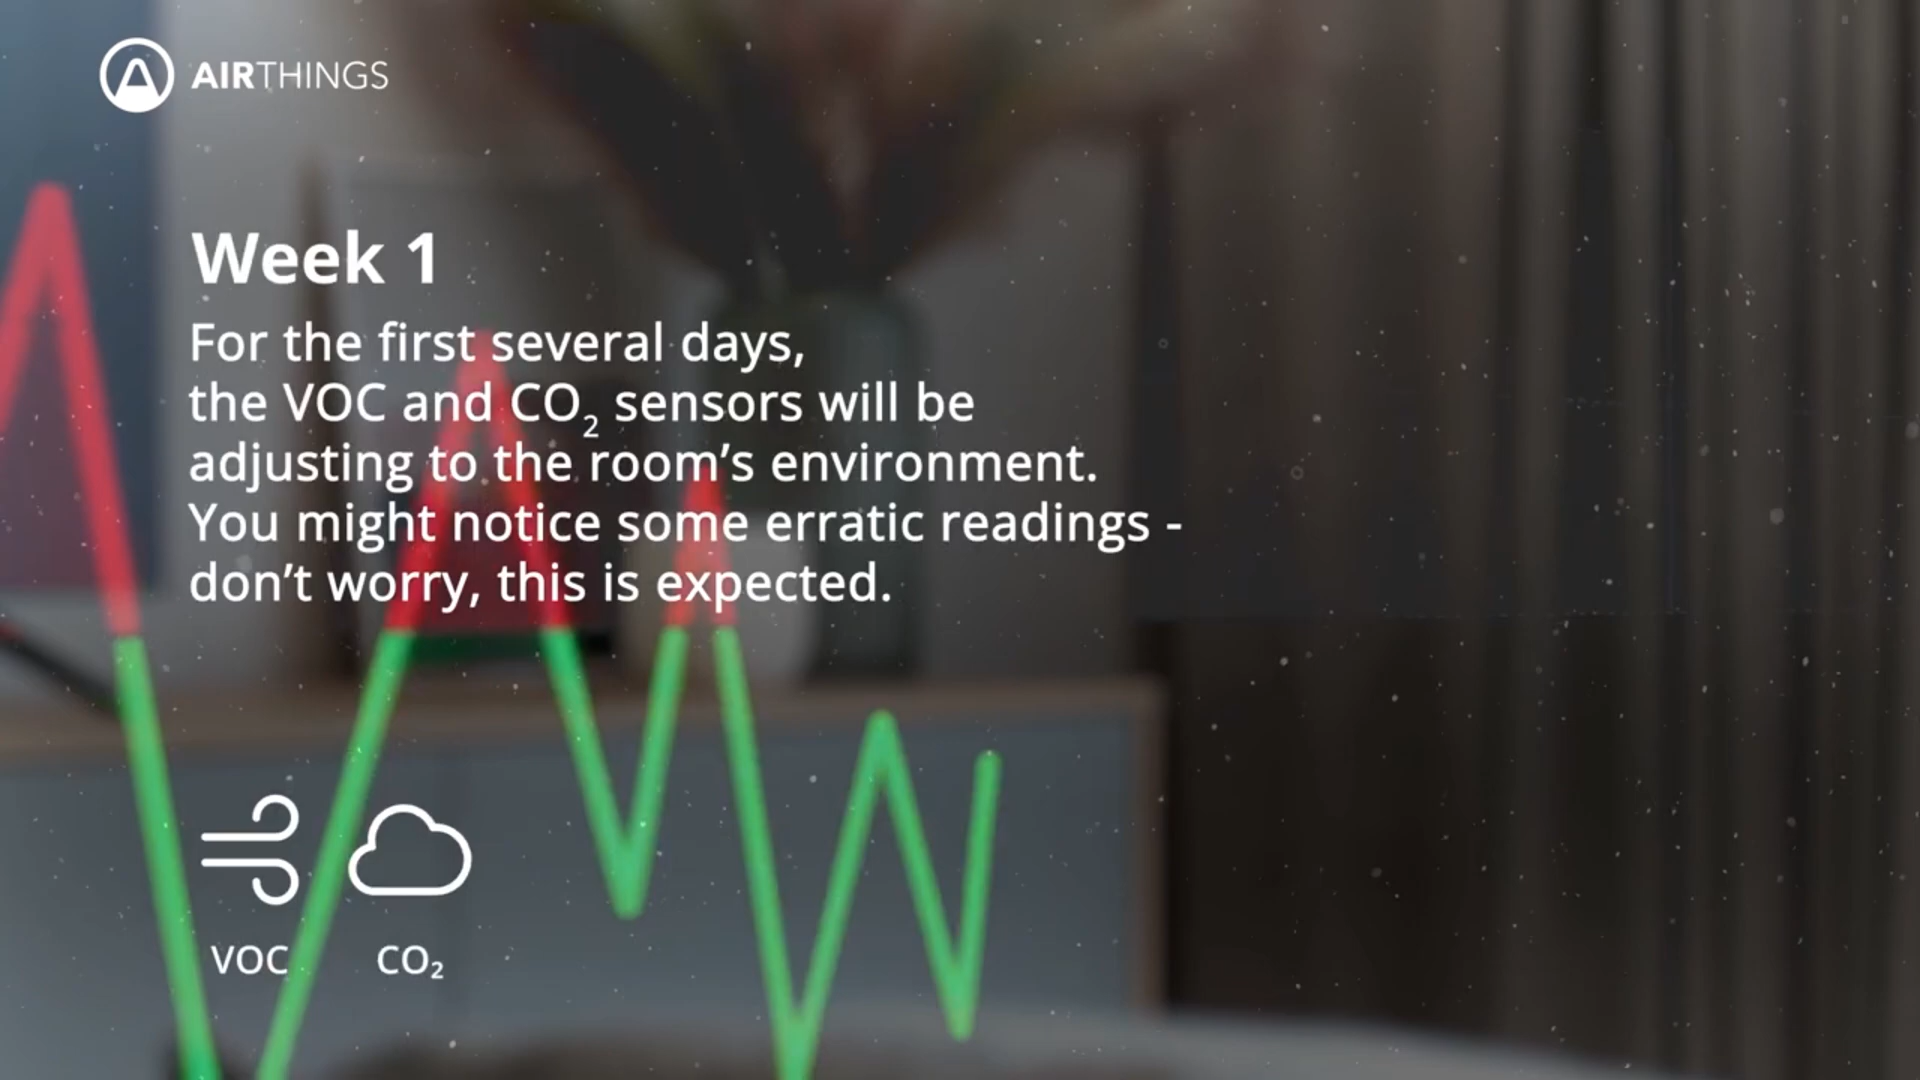 AIRTHINGS
Week 1
For the first several days,
the VOC and CO₂ sensors will be
adjusting to the room’s environment.
You might notice some erratic readings -
don’t worry, this is expected.
VOC
CO₂